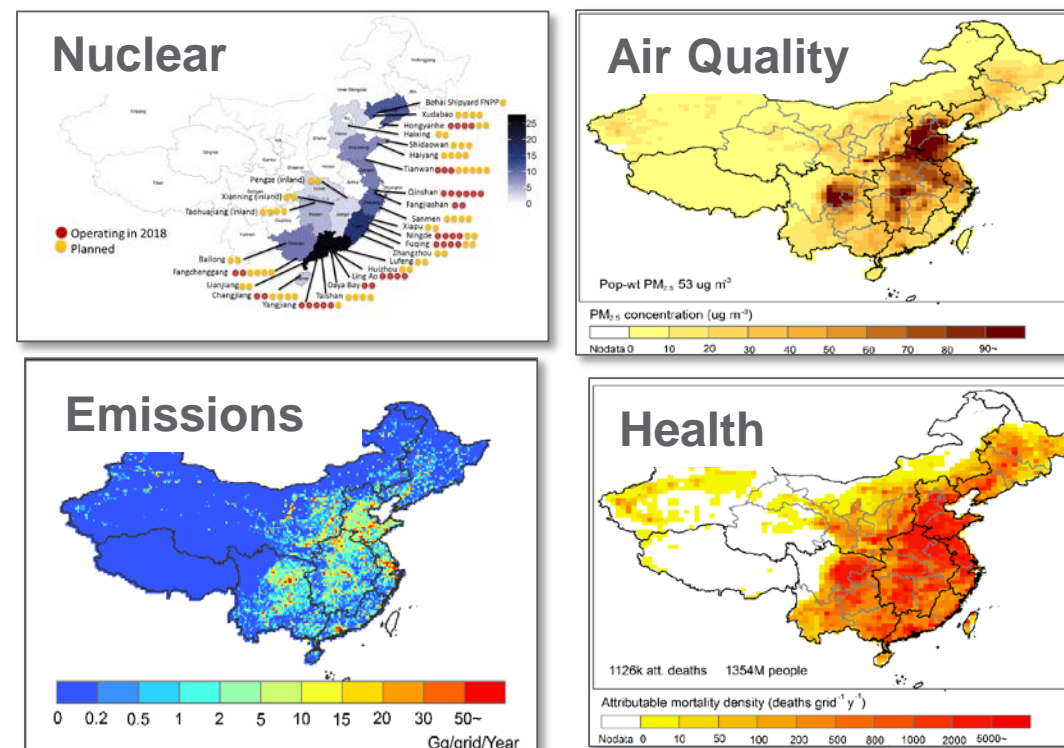 Nuclear
Bohai Shipyard FNPP
Xudabao
Hongyanhe
Haixing
Shidaowan
Haiyang
Tianwan
Pengze (inland)
Xianning (inland)
Taohuajiang (inland)
Qinshan
Fangjiashan
Sanmen
Xiapu
Ningde
Fuqing
Zhangzhou
Lufeng
Huizhou
Ling Ao
Daya Bay
Taishan
Yangjiang
Changjiang
Lianjiang
Fangchenggang
Bailong
Operating in 2018
Planned
25
20
15
10
5
0
Air Quality
Pop-wt PM2.5 53 ug m-3
PM2.5 concentration (ug m-3)
Nodata 0 10 20 30 40 50 60 70 80 90~
Emissions
0 0.2 0.5 1 2 5 10 15 20 30 50~
Gg/grid/Year
Health
1126k att. deaths 1354M people
Attributable mortality density (deaths grid-1 y-1)
Nodata 0 10 50 100 200 500 800 1000 2000 5000~